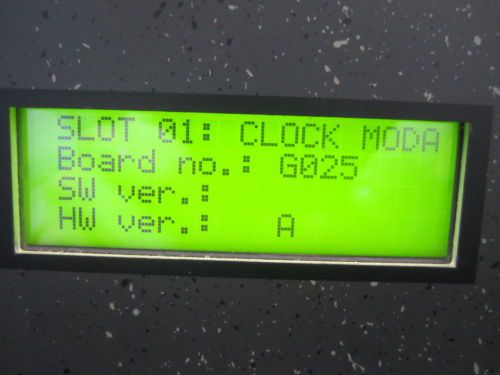 SLOT 01: CLOCK MODA
Board no.: G025
SW ver.:
HW ver.: A